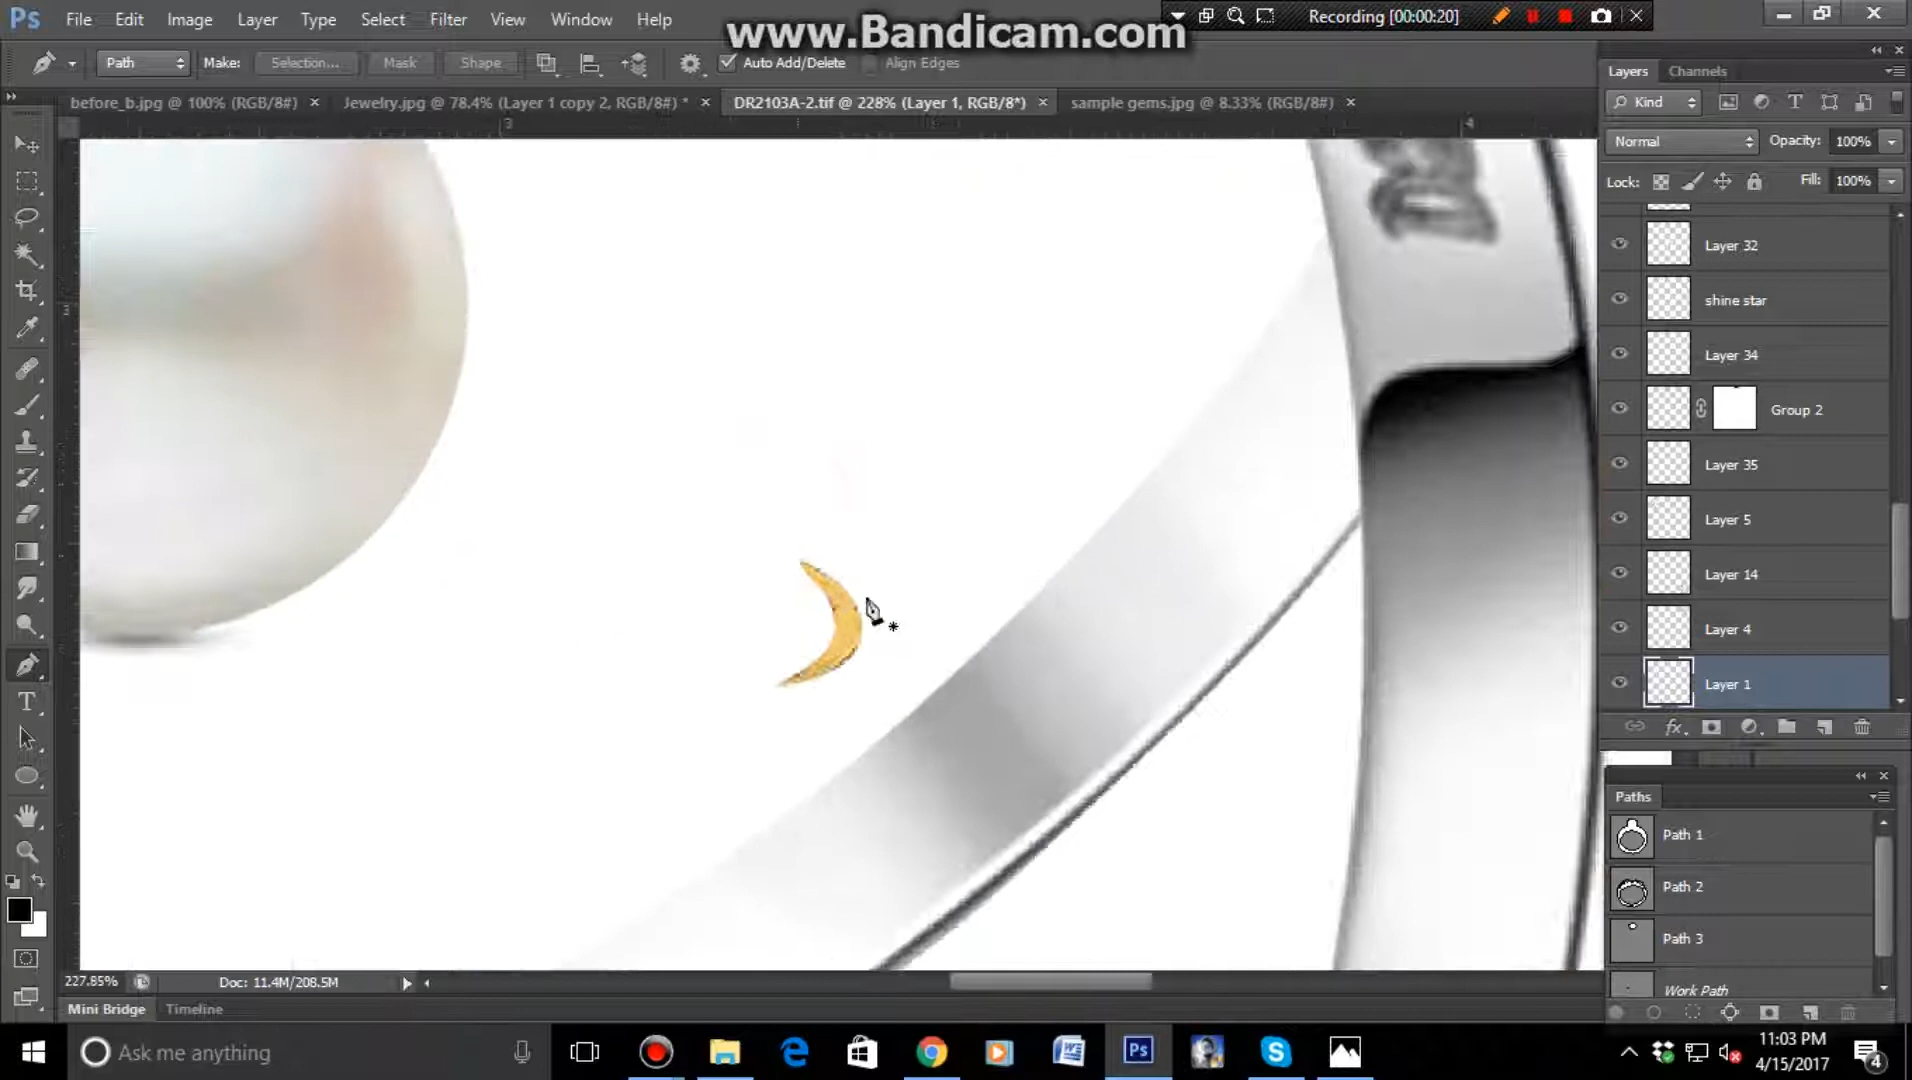 Ps File Edit Image Layer Type Select Filter View Window Help
www.Bandicam.com
Recording [00:00:20]
Path Make: Selection... Mask Shape Auto Add/Delete Align Edges
before_b.jpg @ 100% (RGB/8#) Jewelry.jpg @ 78.4% (Layer 1 copy 2, RGB/8#) * DR2103A-2.tif @ 228% (Layer 1, RGB/8*) sample gems.jpg @ 8.33% (RGB/8#)
Layers Channels
Kind
Normal Opacity: 100%
Lock: Fill: 100%
Layer 32
shine star
Layer 34
Group 2
Layer 35
Layer 5
Layer 14
Layer 4
Layer 1
Paths
Path 1
Path 2
Path 3
Work Path
227.85% Doc: 11.4M/208.5M
Mini Bridge Timeline
Ask me anything
11:03 PM
4/15/2017
4